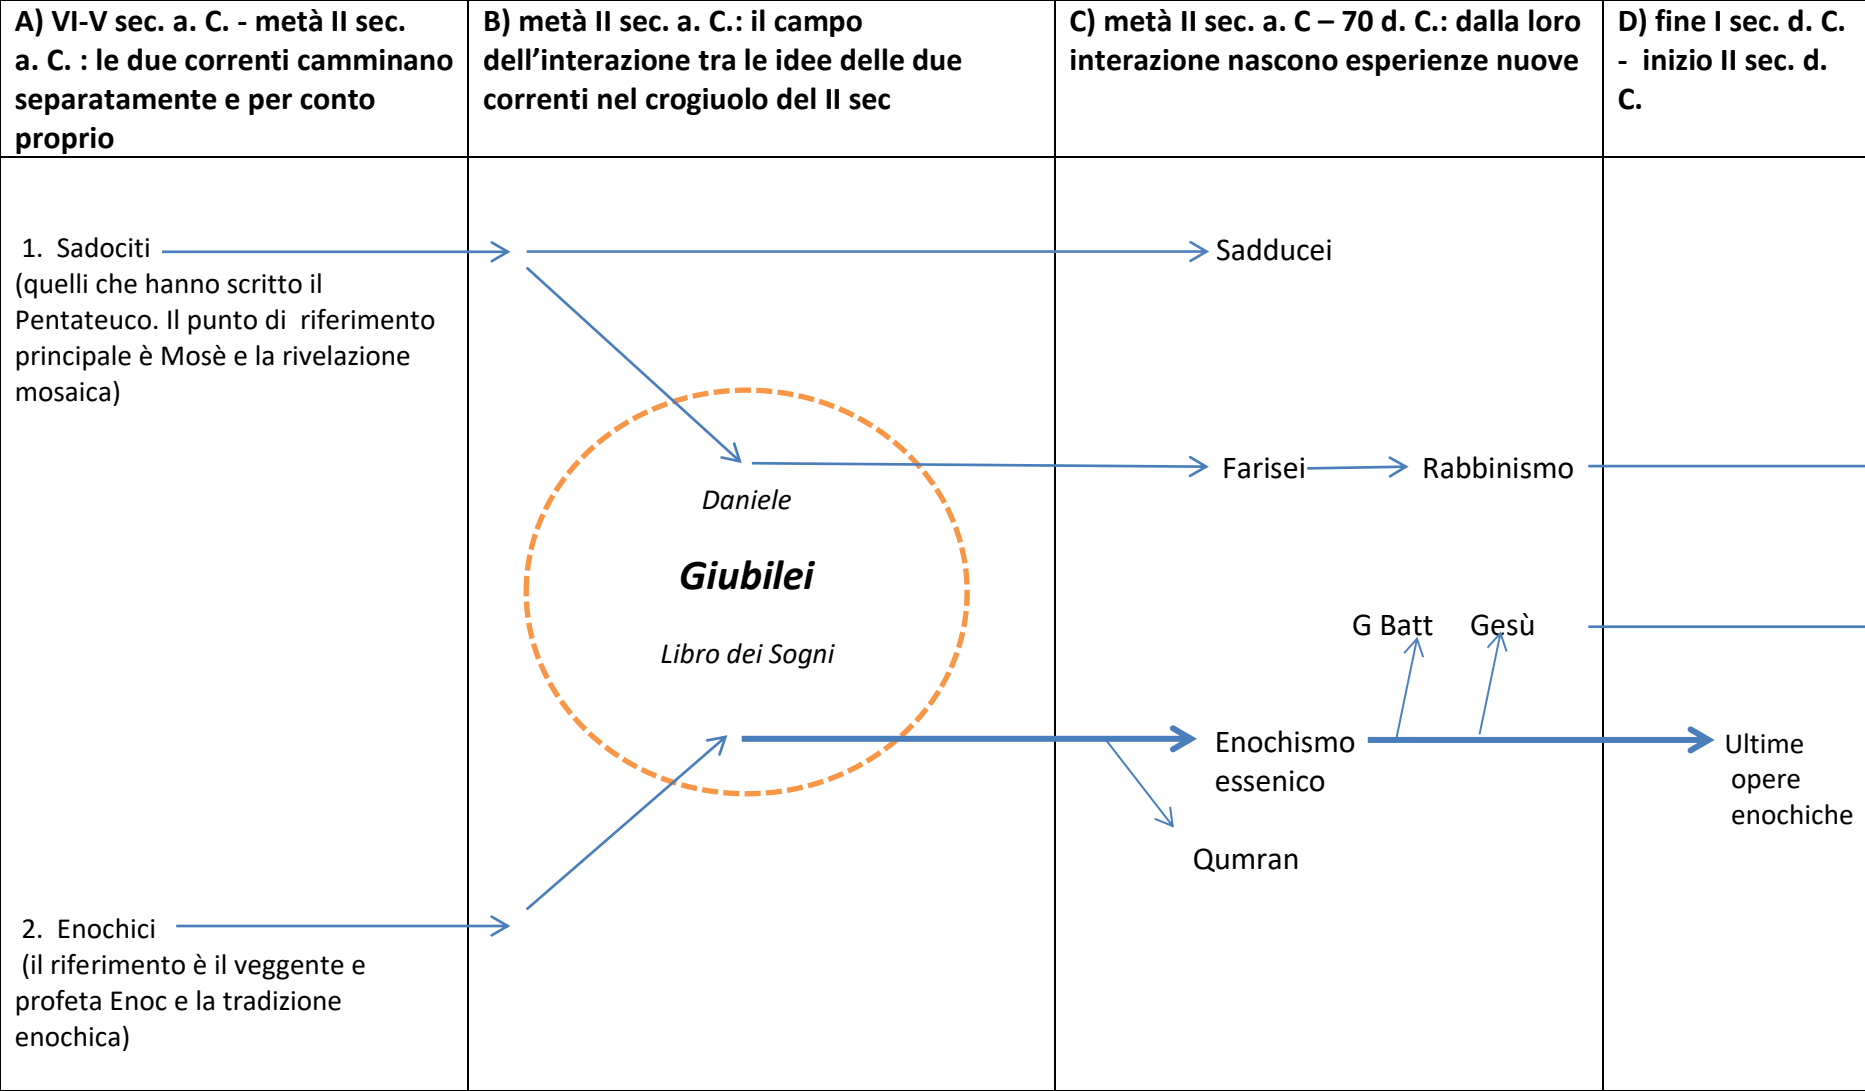 A) VI-V sec. a. C. - metà II sec.
a. C. : le due correnti camminano
separatamente e per conto
proprio
B) metà II sec. a. C.: il campo
dell'interazione tra le idee delle due
correnti nel crogiuolo del II sec
C) metà II sec. a. C – 70 d. C.: dalla loro
interazione nascono esperienze nuove
D) fine I sec. d. C.
- inizio II sec. d.
C.
1. Sadociti
(quelli che hanno scritto il
Pentateuco. Il punto di riferimento
principale è Mosè e la rivelazione
mosaica)
Sadducei
Farisei
Rabbinismo
Daniele
Giubilei
Libro dei Sogni
G Batt
Gesù
Enochismo
essenico
Qumran
Ultime
opere
enochiche
2. Enochici
(il riferimento è il veggente e
profeta Enoc e la tradizione
enochica)